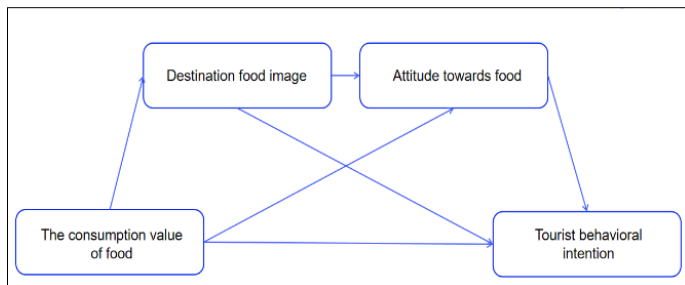 Destination food image
Attitude towards food
The consumption value
of food
Tourist behavioral
intention